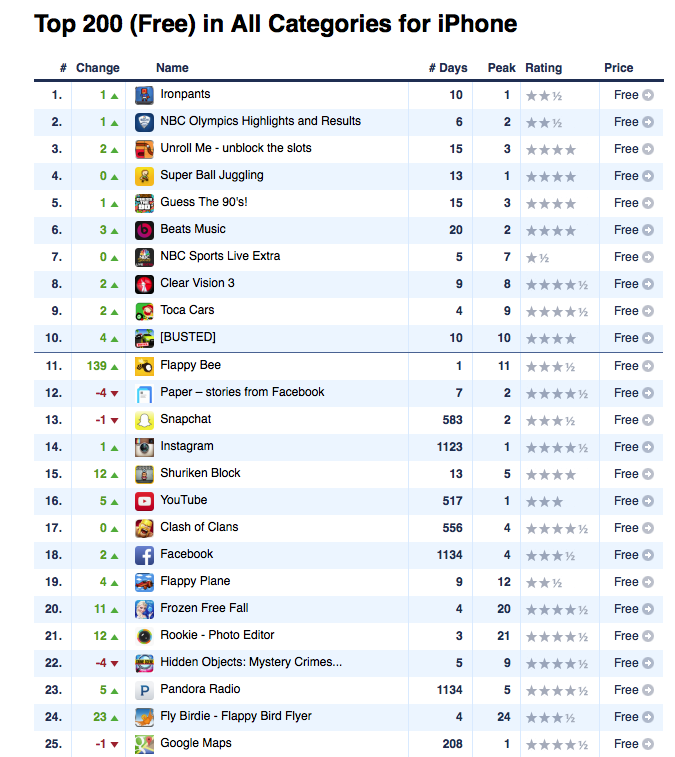 Top 200 (Free) in All Categories for iPhone
# Change Name # Days Peak Rating Price
1. 1 ▲ Ironpants 10 1 ★★½ Free
2. 1 ▲ NBC Olympics Highlights and Results 6 2 ★★½ Free
3. 2 ▲ Unroll Me - unblock the slots 15 3 ★★★★ Free
4. 0 ▲ Super Ball Juggling 13 1 ★★★★ Free
5. 1 ▲ Guess The 90's! 15 3 ★★★★ Free
6. 3 ▲ Beats Music 20 2 ★★★★ Free
7. 0 ▲ NBC Sports Live Extra 5 7 ★½ Free
8. 2 ▲ Clear Vision 3 9 8 ★★★★½ Free
9. 2 ▲ Toca Cars 4 9 ★★★★½ Free
10. 4 ▲ [BUSTED] 10 10 ★★★★ Free
11. 139 ▲ Flappy Bee 1 11 ★★★½ Free
12. -4 ▼ Paper – stories from Facebook 7 2 ★★★★½ Free
13. -1 ▼ Snapchat 583 2 ★★★½ Free
14. 1 ▲ Instagram 1123 1 ★★★★½ Free
15. 12 ▲ Shuriken Block 13 5 ★★★★ Free
16. 5 ▲ YouTube 517 1 ★★★ Free
17. 0 ▲ Clash of Clans 556 4 ★★★★½ Free
18. 2 ▲ Facebook 1134 4 ★★★½ Free
19. 4 ▲ Flappy Plane 9 12 ★★½ Free
20. 11 ▲ Frozen Free Fall 4 20 ★★★★½ Free
21. 12 ▲ Rookie - Photo Editor 3 21 ★★★★½ Free
22. -4 ▼ Hidden Objects: Mystery Crimes... 5 9 ★★★★½ Free
23. 5 ▲ Pandora Radio 1134 5 ★★★★½ Free
24. 23 ▲ Fly Birdie - Flappy Bird Flyer 4 24 ★★★½ Free
25. -1 ▼ Google Maps 208 1 ★★★★½ Free